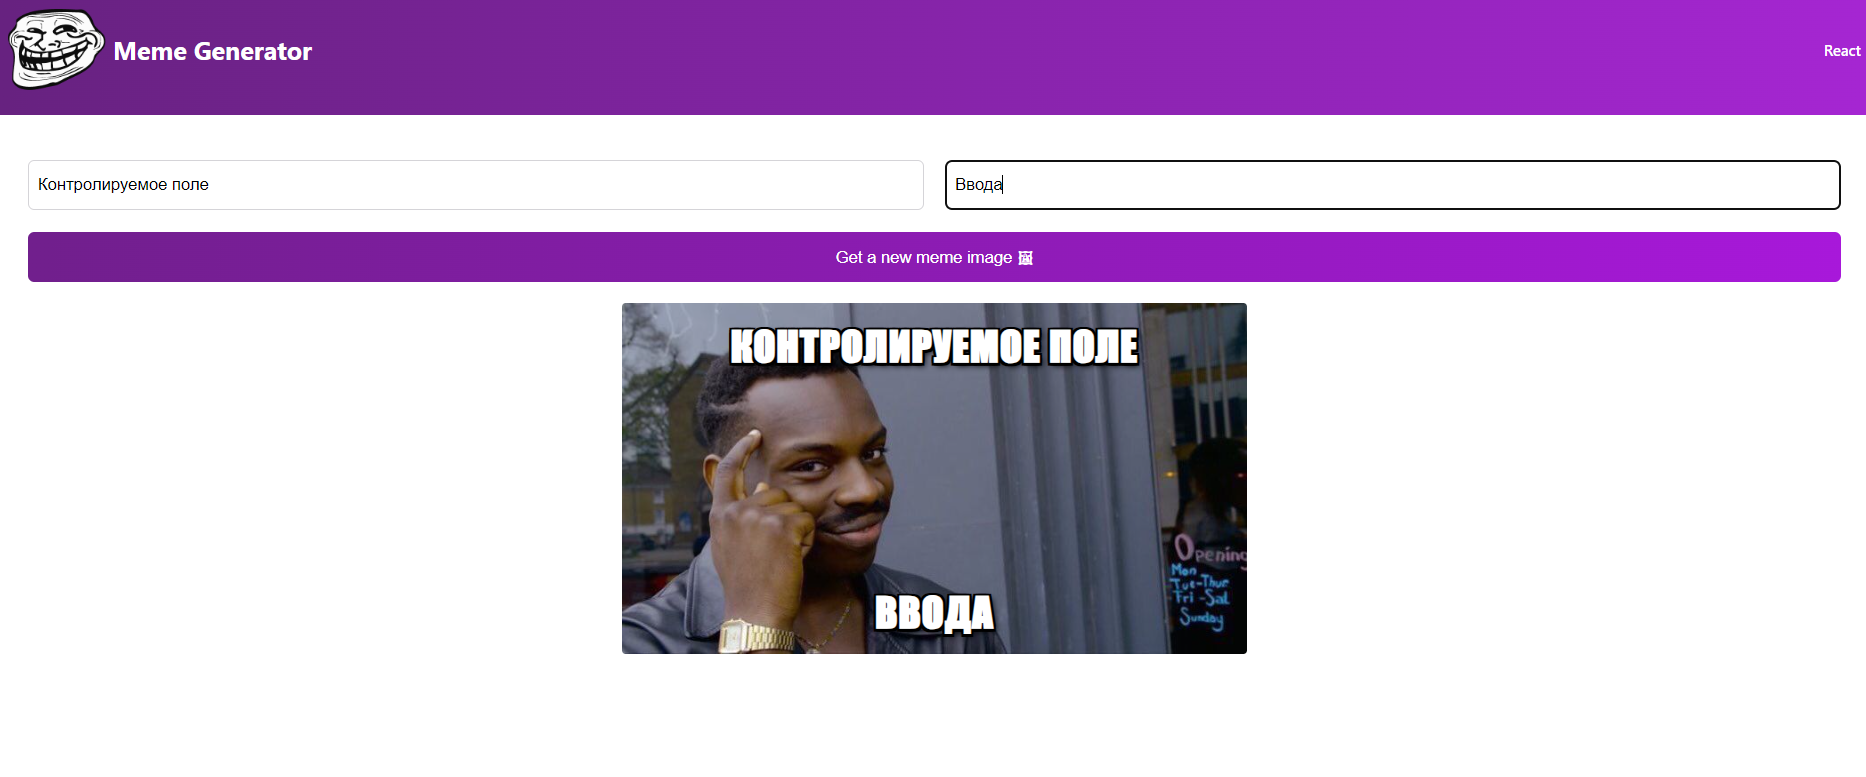 Meme Generator
React
Контролируемое поле
Ввода
Get a new meme image 🖼
КОНТРОЛИРУЕМОЕ ПОЛЕ
ВВОДА
Opening
Mon
Tue-Thur
Fri-Sat
Sunday